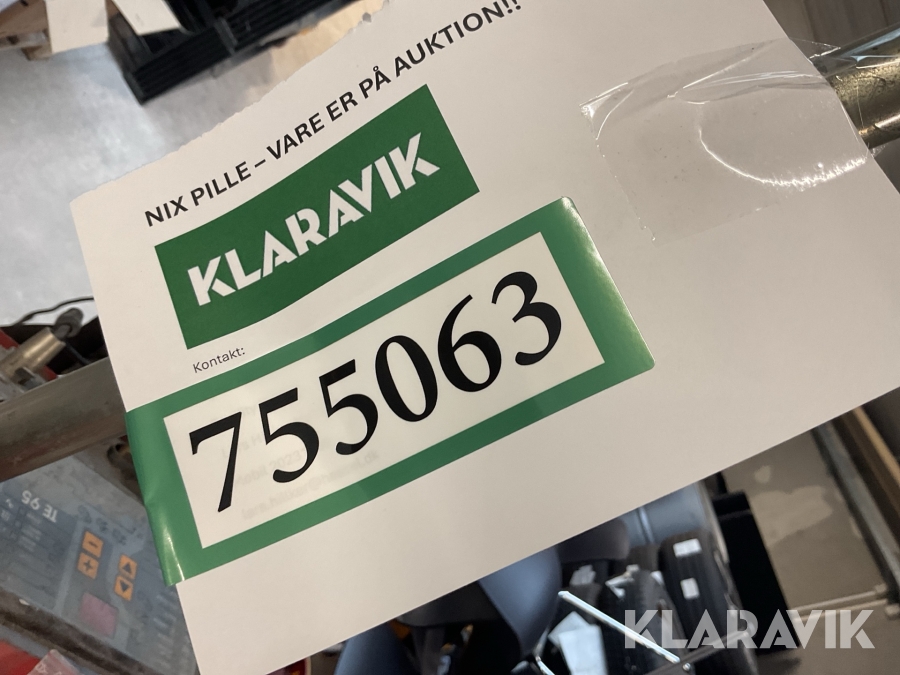 NIX PILLE – VARE ER PÅ AUKTION!!
KLARAVIK
Kontakt:
755063
TE 95
KLARAVIK